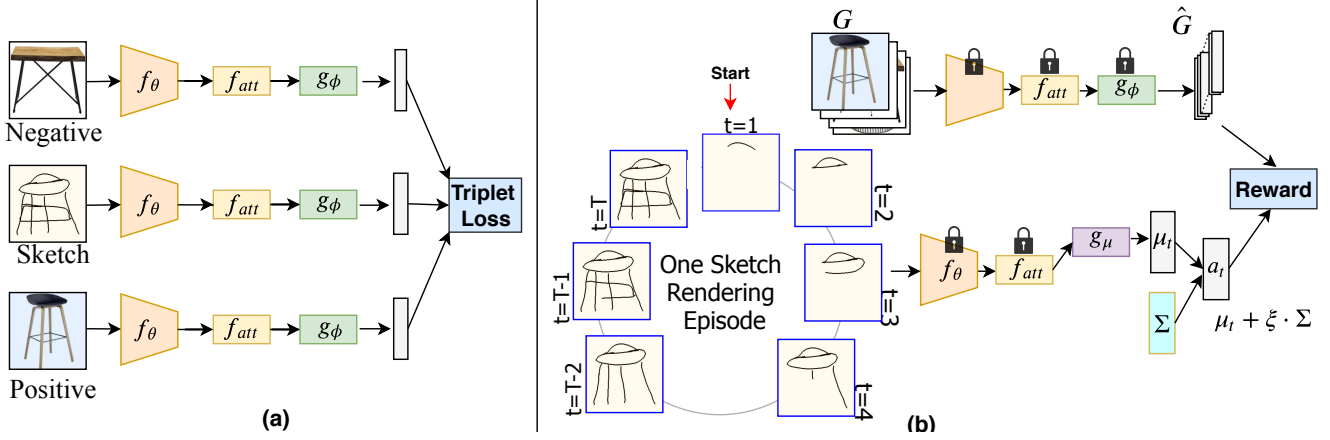 f_θ
f_att
g_ϕ
Negative
f_θ
f_att
g_ϕ
Triplet
Loss
Sketch
f_θ
f_att
g_ϕ
Positive
(a)
G
Ĝ
f_att
g_ϕ
Start
t=1
t=2
t=3
t=4
t=T-2
t=T-1
t=T
One Sketch
Rendering
Episode
f_θ
f_att
g_μ
μ_t
a_t
Σ
μ_t + ξ · Σ
Reward
(b)